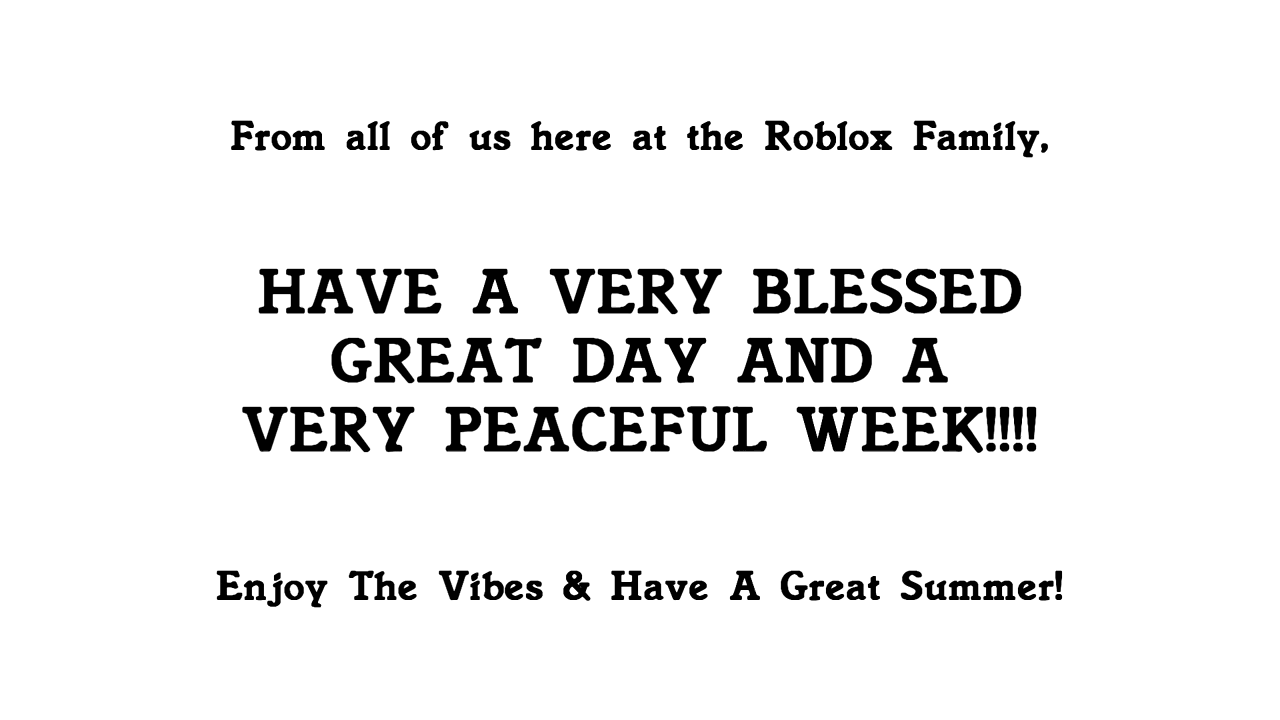 From all of us here at the Roblox Family,
HAVE A VERY BLESSED
GREAT DAY AND A
VERY PEACEFUL WEEK!!!!
Enjoy The Vibes & Have A Great Summer!